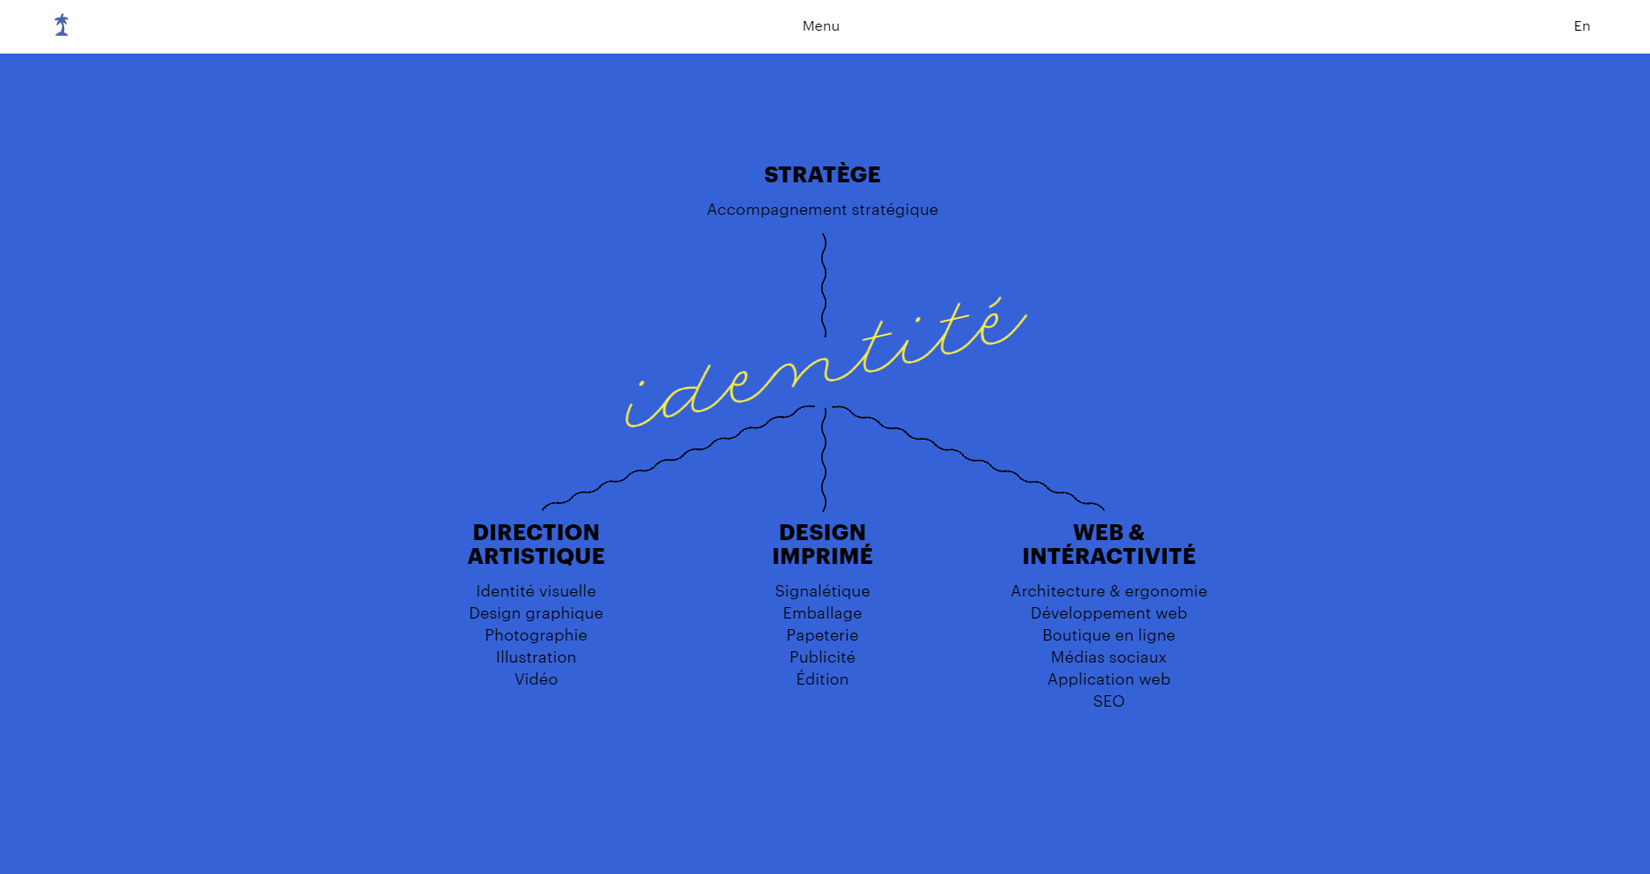 Menu
En
STRATÈGE
Accompagnement stratégique
identité
DIRECTION
ARTISTIQUE
Identité visuelle
Design graphique
Photographie
Illustration
Vidéo
DESIGN
IMPRIMÉ
Signalétique
Emballage
Papeterie
Publicité
Édition
WEB &
INTÉRACTIVITÉ
Architecture & ergonomie
Développement web
Boutique en ligne
Médias sociaux
Application web
SEO